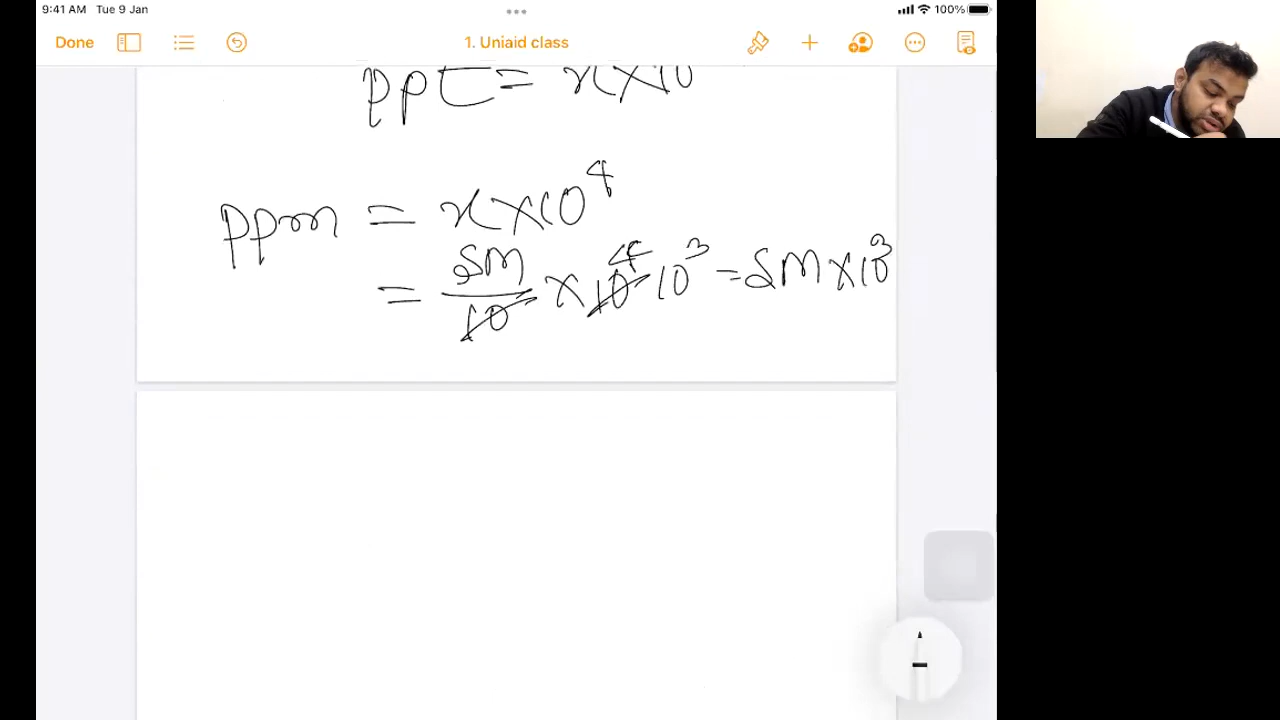 9:41 AM Tue 9 Jan
100%
Done
1. Uniaid class
ppt = x×10
ppm = x×10⁴
= SM/10 × 10⁴ 10³ = SM×10³